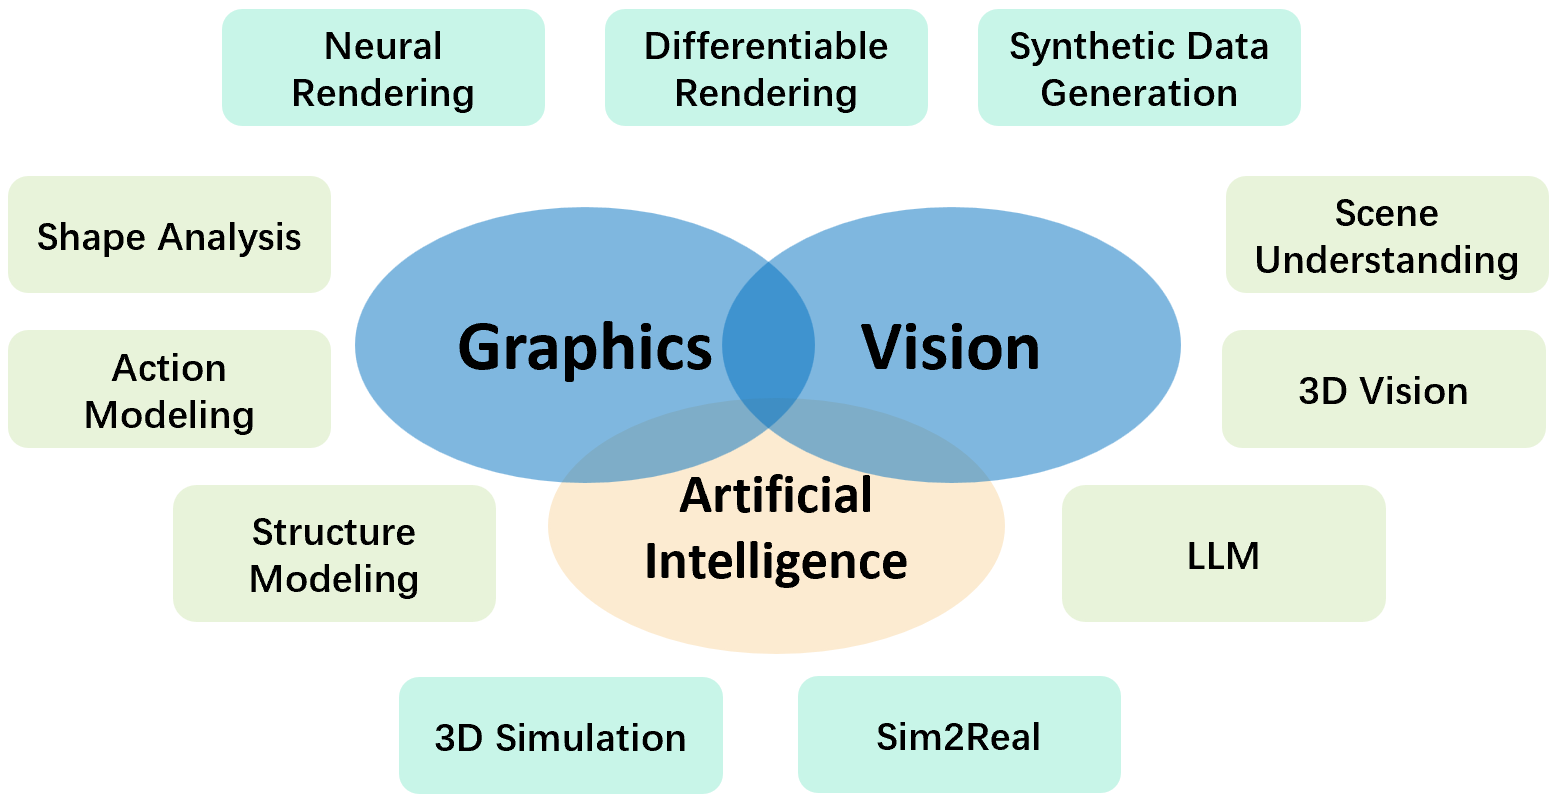 Neural
Rendering
Differentiable
Rendering
Synthetic Data
Generation
Shape Analysis
Scene
Understanding
Graphics
Vision
Action
Modeling
3D Vision
Artificial
Intelligence
Structure
Modeling
LLM
3D Simulation
Sim2Real